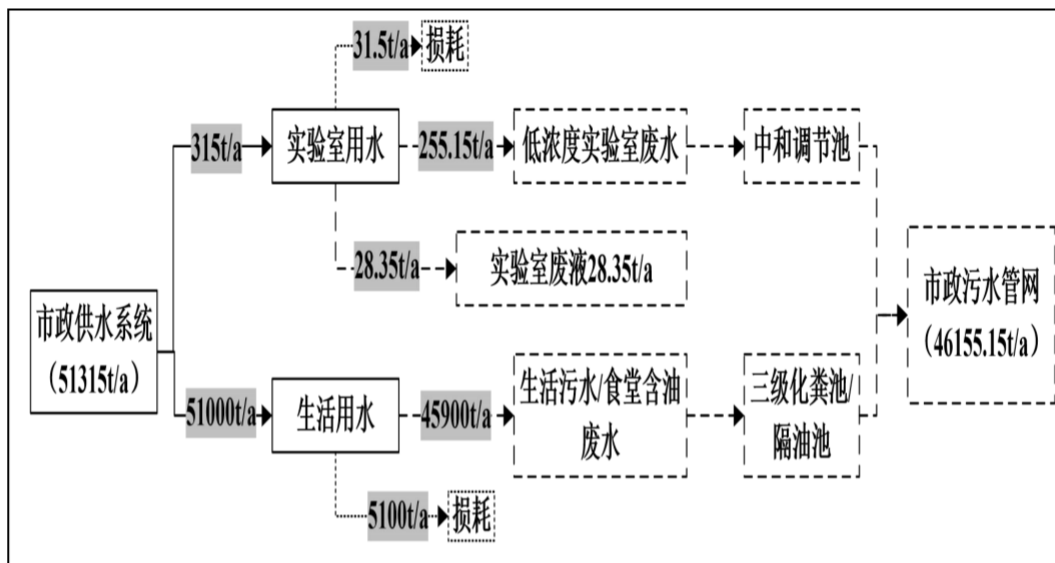 31.5t/a
损耗
315t/a
实验室用水
255.15t/a
低浓度实验室废水
中和调节池
28.35t/a
实验室废液28.35t/a
市政供水系统
（51315t/a）
市政污水管网
（46155.15t/a）
51000t/a
生活用水
45900t/a
生活污水/食堂含油
废水
三级化粪池/
隔油池
5100t/a
损耗